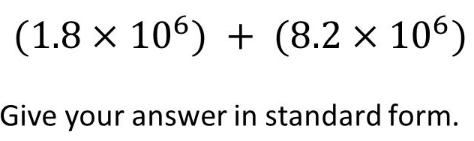 (1.8 × 10⁶) + (8.2 × 10⁶)
Give your answer in standard form.